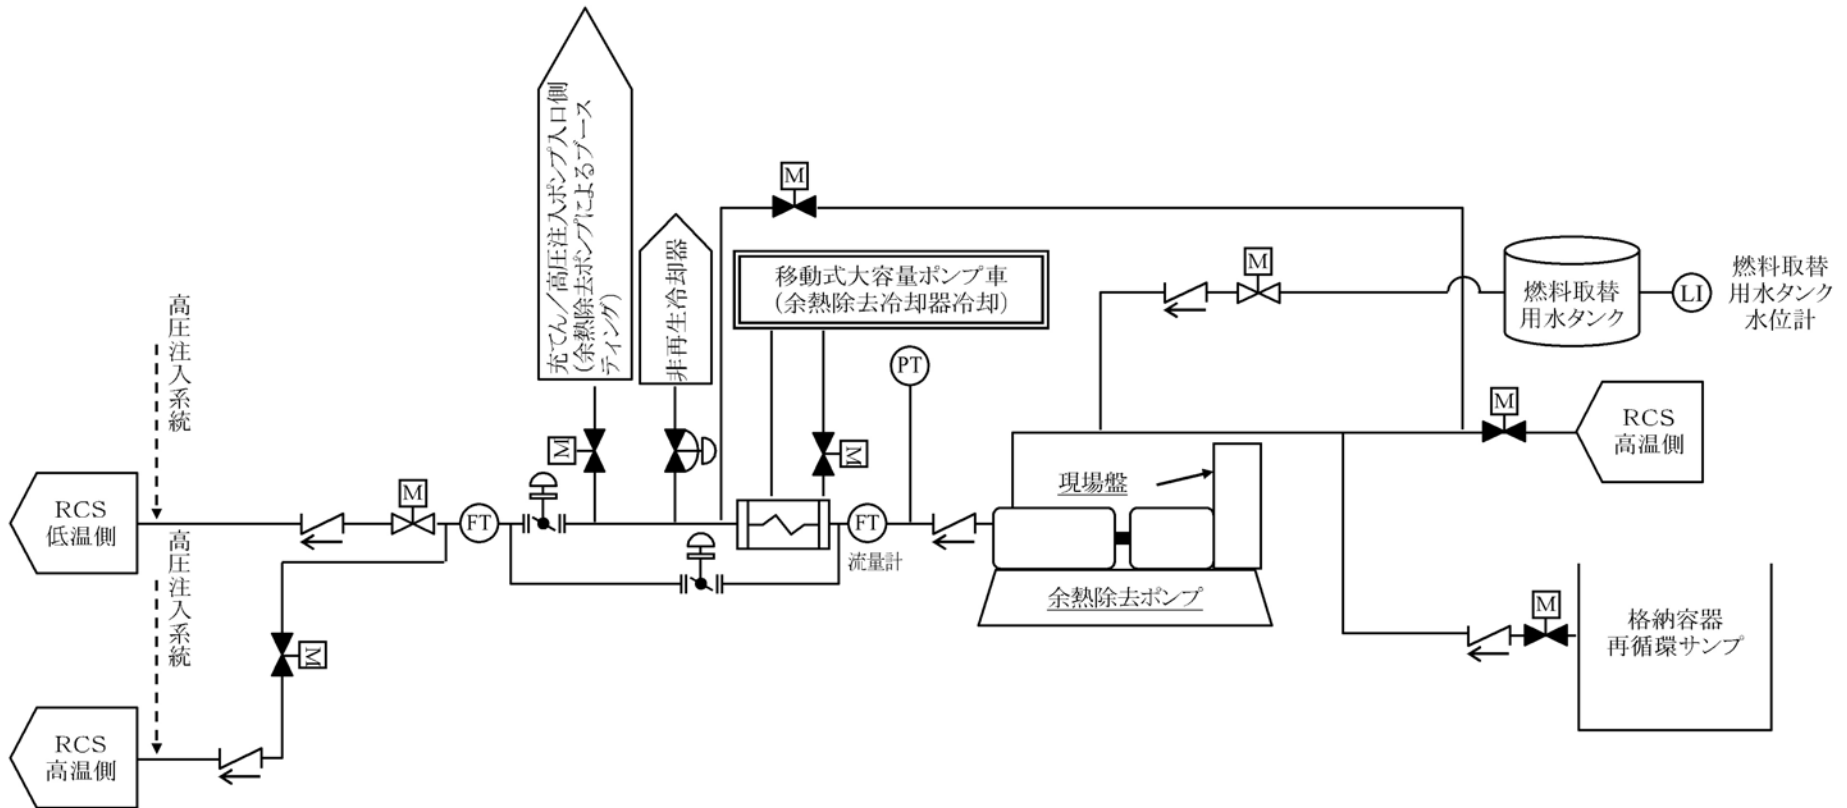 充てん／高圧注入ポンプ入口側
(余熱除去ポンプによるブース
ティング)
非再生冷却器
M
移動式大容量ポンプ車
(余熱除去冷却器冷却)
M
燃料取替
用水タンク
LI
燃料取替
用水タンク
水位計
高圧注入系統
PT
M
M
M
RCS
高温側
現場盤
RCS
低温側
M
FT
FT
流量計
高圧注入系統
余熱除去ポンプ
M
M
格納容器
再循環サンプ
RCS
高温側